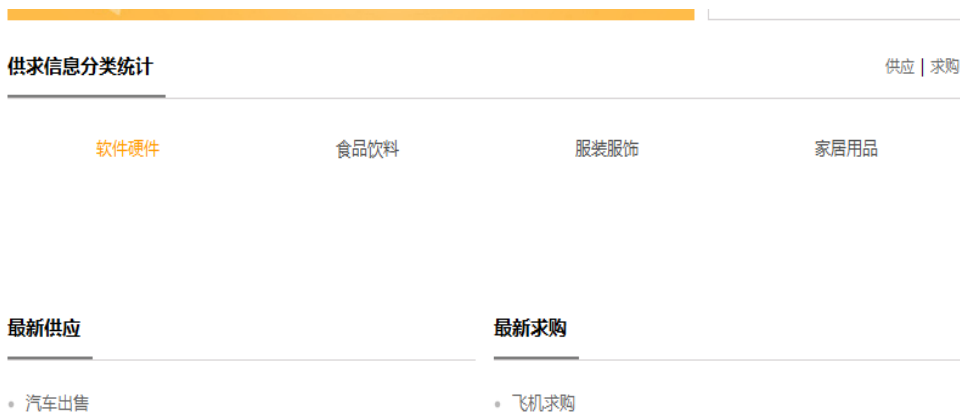 供求信息分类统计 供应 | 求购
软件硬件 食品饮料 服装服饰 家居用品
最新供应 最新求购
汽车出售 飞机求购